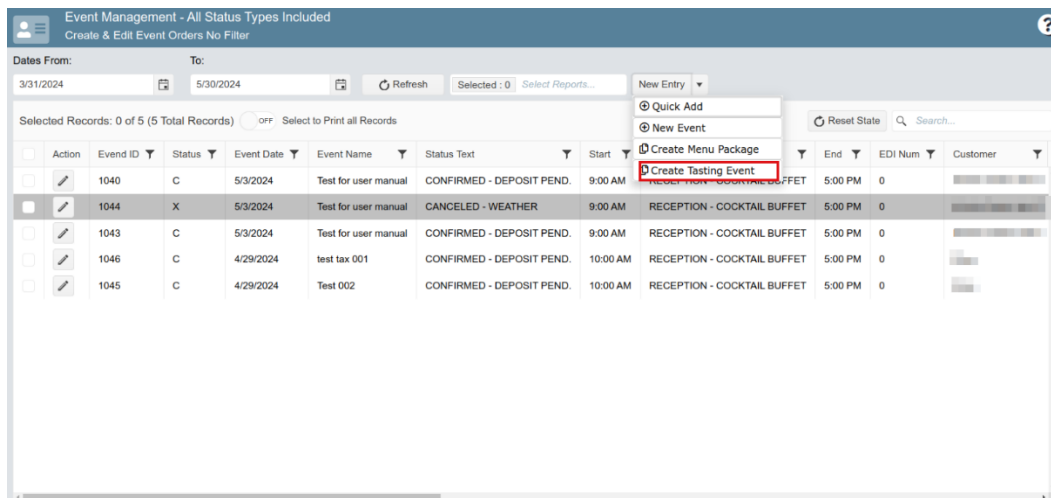 Event Management - All Status Types Included
Create & Edit Event Orders No Filter
?
Dates From: To:
3/31/2024 5/30/2024 Refresh Selected : 0 Select Reports... New Entry
Quick Add
New Event
Create Menu Package
Create Tasting Event
Selected Records: 0 of 5 (5 Total Records) OFF Select to Print all Records Reset State Search...
Action Evend ID Status Event Date Event Name Status Text Start End EDI Num Customer
1040 C 5/3/2024 Test for user manual CONFIRMED - DEPOSIT PEND. 9:00 AM RECEPTION - COCKTAIL BUFFET 5:00 PM 0
1044 X 5/3/2024 CANCELED - WEATHER 9:00 AM RECEPTION - COCKTAIL BUFFET 5:00 PM 0
1043 C 5/3/2024 Test for user manual CONFIRMED - DEPOSIT PEND. 9:00 AM RECEPTION - COCKTAIL BUFFET 5:00 PM 0
1046 C 4/29/2024 test tax 001 CONFIRMED - DEPOSIT PEND. 10:00 AM RECEPTION - COCKTAIL BUFFET 5:00 PM 0
1045 C 4/29/2024 Test 002 CONFIRMED - DEPOSIT PEND. 10:00 AM RECEPTION - COCKTAIL BUFFET 5:00 PM 0